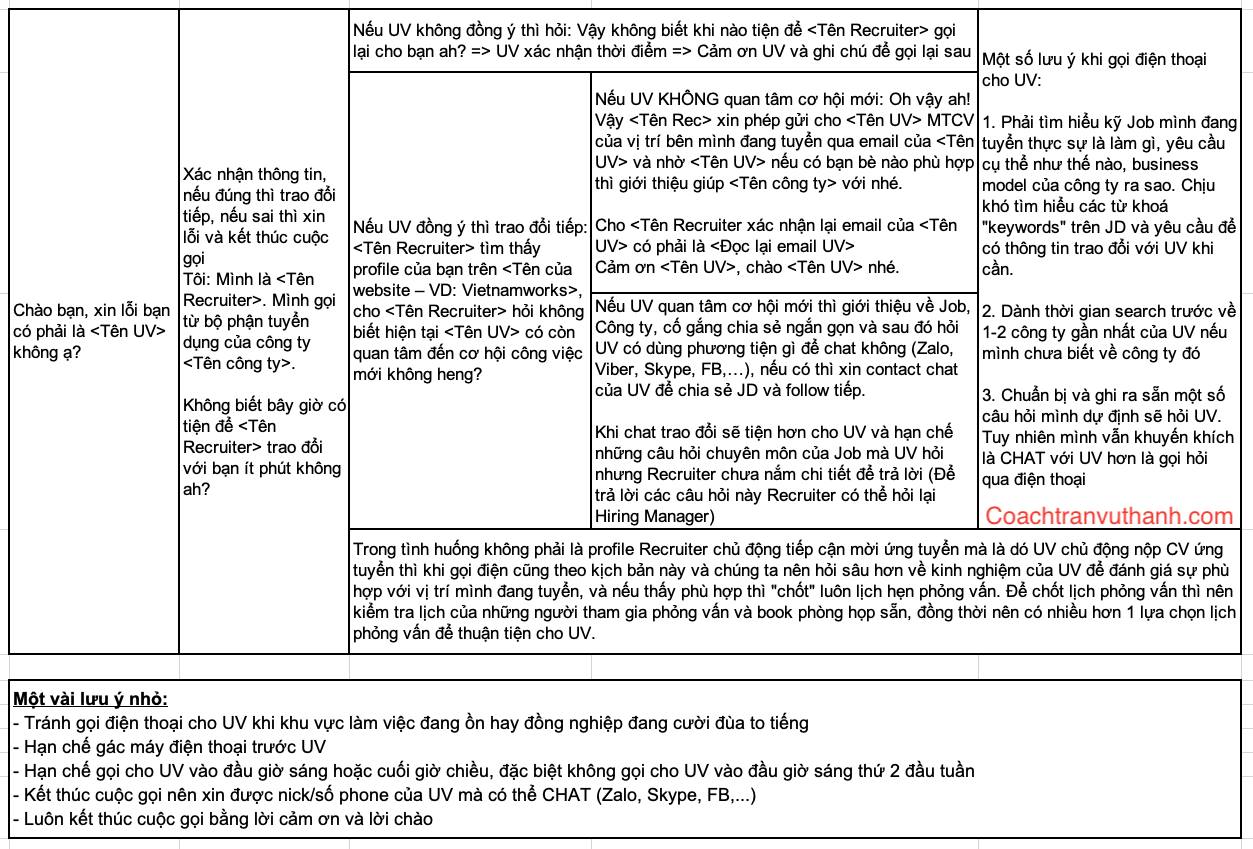 Chào bạn, xin lỗi bạn
có phải là <Tên UV>
không ạ?
Xác nhận thông tin,
nếu đúng thì trao đổi
tiếp, nếu sai thì xin
lỗi và kết thúc cuộc
gọi
Tôi: Mình là <Tên
Recruiter>. Mình gọi
từ bộ phận tuyển
dụng của công ty
<Tên công ty>.
Không biết bây giờ có
tiện để <Tên
Recruiter> trao đổi
với bạn ít phút không
ah?
Nếu UV không đồng ý thì hỏi: Vậy không biết khi nào tiện để <Tên Recruiter> gọi
lại cho bạn ah? => UV xác nhận thời điểm => Cảm ơn UV và ghi chú để gọi lại sau
Nếu UV đồng ý thì trao đổi tiếp:
<Tên Recruiter> tìm thấy
profile của bạn trên <Tên của
website – VD: Vietnamworks>,
cho <Tên Recruiter> hỏi không
biết hiện tại <Tên UV> có còn
quan tâm đến cơ hội công việc
mới không heng?
Nếu UV KHÔNG quan tâm cơ hội mới: Oh vậy ah!
Vậy <Tên Rec> xin phép gửi cho <Tên UV> MTCV
của vị trí bên mình đang tuyển qua email của <Tên
UV> và nhờ <Tên UV> nếu có bạn bè nào phù hợp
thì giới thiệu giúp <Tên công ty> với nhé.
Cho <Tên Recruiter xác nhận lại email của <Tên
UV> có phải là <Đọc lại email UV>
Cảm ơn <Tên UV>, chào <Tên UV> nhé.
Nếu UV quan tâm cơ hội mới thì giới thiệu về Job,
Công ty, cố gắng chia sẻ ngắn gọn và sau đó hỏi
UV có dùng phương tiện gì để chat không (Zalo,
Viber, Skype, FB,...), nếu có thì xin contact chat
của UV để chia sẻ JD và follow tiếp.
Khi chat trao đổi sẽ tiện hơn cho UV và hạn chế
những câu hỏi chuyên môn của Job mà UV hỏi
nhưng Recruiter chưa nắm chi tiết để trả lời (Để
trả lời các câu hỏi này Recruiter có thể hỏi lại
Hiring Manager)
Một số lưu ý khi gọi điện thoại
cho UV:
1. Phải tìm hiểu kỹ Job mình đang
tuyển thực sự là làm gì, yêu cầu
cụ thể như thế nào, business
model của công ty ra sao. Chịu
khó tìm hiểu các từ khoá
"keywords" trên JD và yêu cầu để
có thông tin trao đổi với UV khi
cần.
2. Dành thời gian search trước về
1-2 công ty gần nhất của UV nếu
mình chưa biết về công ty đó
3. Chuẩn bị và ghi ra sẵn một số
câu hỏi mình dự định sẽ hỏi UV.
Tuy nhiên mình vẫn khuyến khích
là CHAT với UV hơn là gọi hỏi
qua điện thoại
Coachtranvuthanh.com
Trong tình huống không phải là profile Recruiter chủ động tiếp cận mời ứng tuyển mà là dó UV chủ động nộp CV ứng
tuyển thì khi gọi điện cũng theo kịch bản này và chúng ta nên hỏi sâu hơn về kinh nghiệm của UV để đánh giá sự phù
hợp với vị trí mình đang tuyển, và nếu thấy phù hợp thì "chốt" luôn lịch hẹn phỏng vấn. Để chốt lịch phỏng vấn thì nên
kiểm tra lịch của những người tham gia phỏng vấn và book phòng họp sẵn, đồng thời nên có nhiều hơn 1 lựa chọn lịch
phỏng vấn để thuận tiện cho UV.
Một vài lưu ý nhỏ:
- Tránh gọi điện thoại cho UV khi khu vực làm việc đang ồn hay đồng nghiệp đang cười đùa to tiếng
- Hạn chế gác máy điện thoại trước UV
- Hạn chế gọi cho UV vào đầu giờ sáng hoặc cuối giờ chiều, đặc biệt không gọi cho UV vào đầu giờ sáng thứ 2 đầu tuần
- Kết thúc cuộc gọi nên xin được nick/số phone của UV mà có thể CHAT (Zalo, Skype, FB,...)
- Luôn kết thúc cuộc gọi bằng lời cảm ơn và lời chào